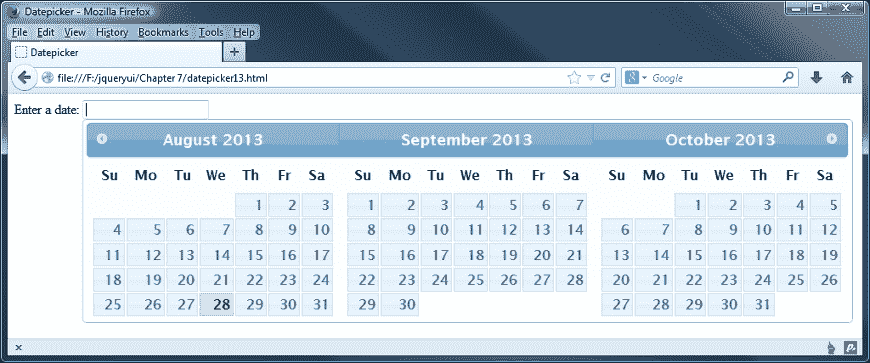 Datepicker - Mozilla Firefox
File Edit View History Bookmarks Tools Help
Datepicker
file:///F:/jqueryui/Chapter7/datepicker13.html
Google
Enter a date:
August 2013 September 2013 October 2013
Su Mo Tu We Th Fr Sa Su Mo Tu We Th Fr Sa Su Mo Tu We Th Fr Sa
1 2 3 1 2 3 4 5 6 7 1 2 3 4 5
4 5 6 7 8 9 10 8 9 10 11 12 13 14 6 7 8 9 10 11 12
11 12 13 14 15 16 17 15 16 17 18 19 20 21 13 14 15 16 17 18 19
18 19 20 21 22 23 24 22 23 24 25 26 27 28 20 21 22 23 24 25 26
25 26 27 28 29 30 31 29 30 27 28 29 30 31